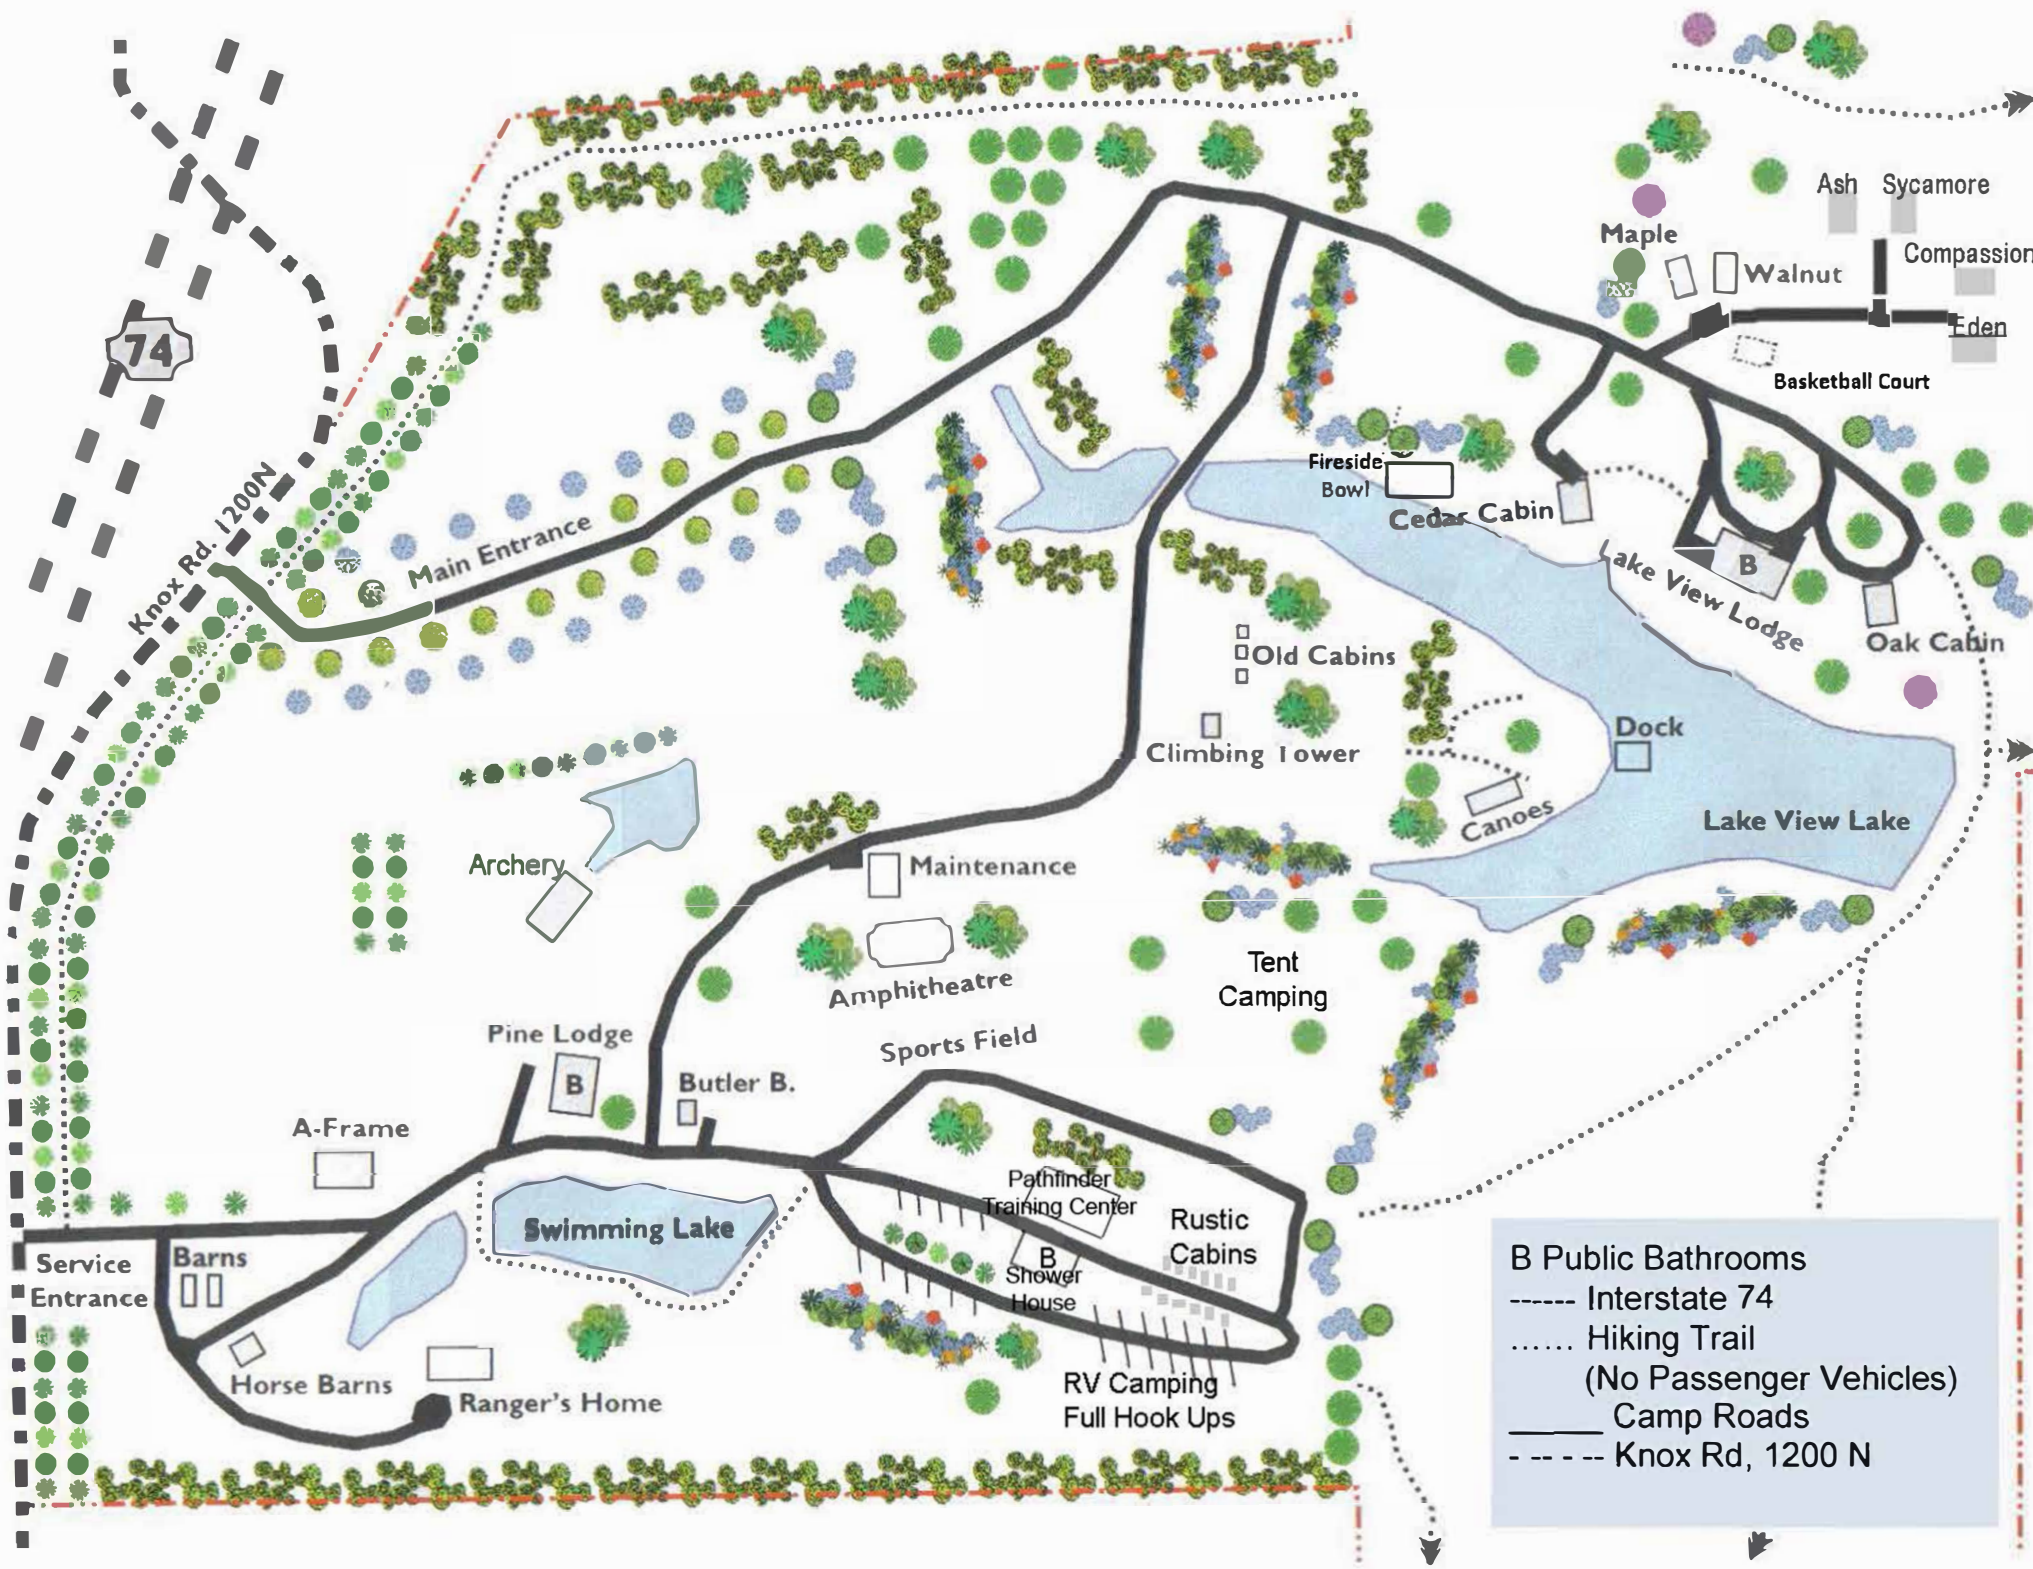 74
Knox Rd. 1200N
Main Entrance
Ash
Sycamore
Maple
Walnut
Compassion
Eden
Basketball Court
Fireside
Bowl
Cedar Cabin
Lake View Lodge
B
Oak Cabin
Old Cabins
Climbing Tower
Dock
Canoes
Lake View Lake
Archery
Maintenance
Amphitheatre
Tent
Camping
Sports Field
Pine Lodge
B
Butler B.
A-Frame
Pathfinder
Training Center
Rustic
Cabins
B
Shower
House
Swimming Lake
Service
Entrance
Barns
Horse Barns
Ranger's Home
RV Camping
Full Hook Ups
B Public Bathrooms
Interstate 74
Hiking Trail
(No Passenger Vehicles)
Camp Roads
Knox Rd, 1200 N